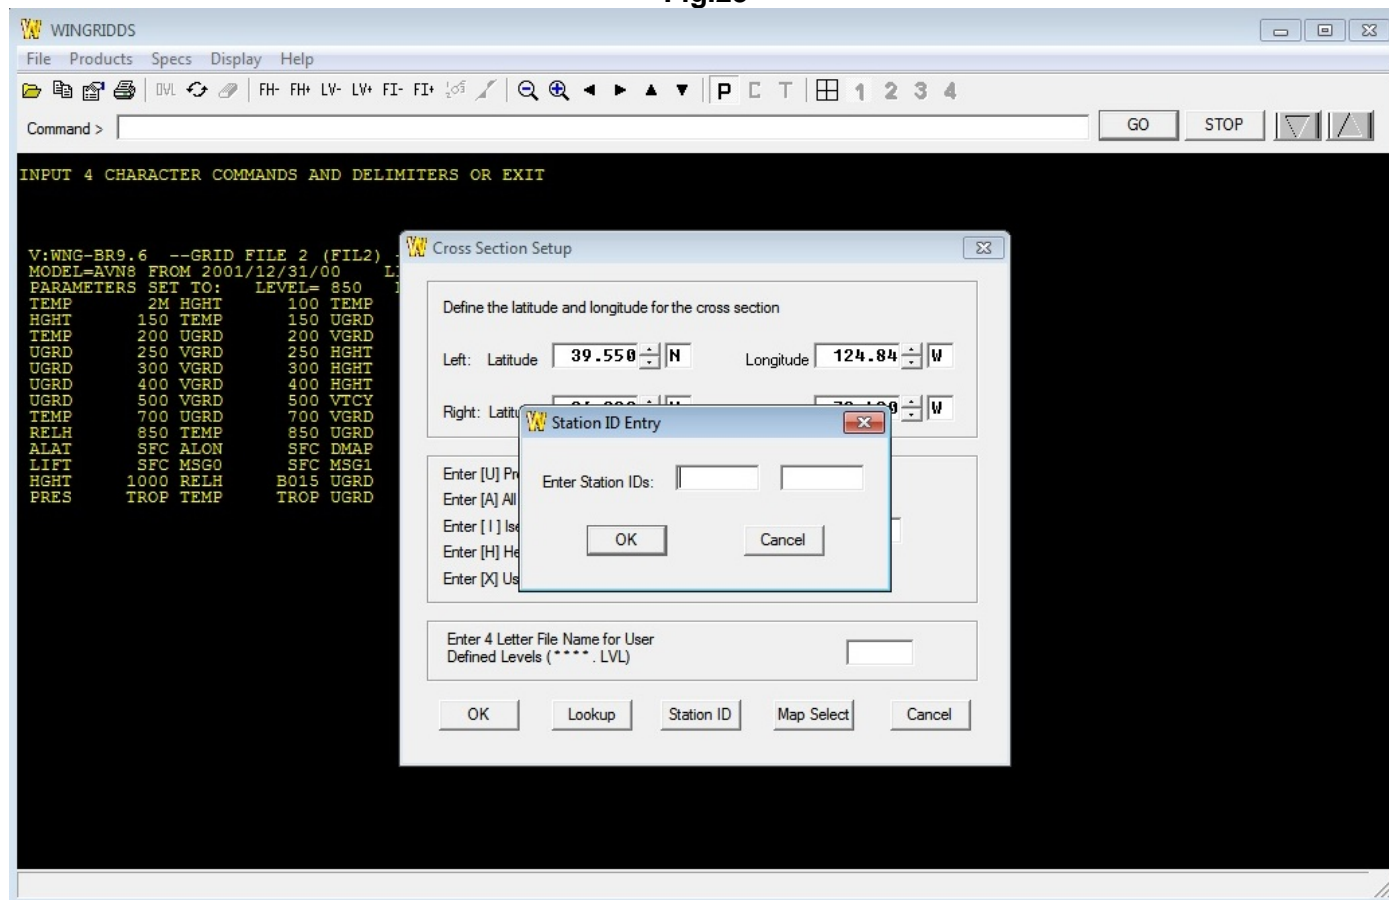 WINGRIDDS
File Products Specs Display Help
OVL FH- FH+ LV- LV+ FI- FI+ P C T 1 2 3 4
Command > GO STOP
INPUT 4 CHARACTER COMMANDS AND DELIMITERS OR EXIT
V:WNG-BR9.6 --GRID FILE 2 (FIL2)
MODEL=AVN8 FROM 2001/12/31/00
PARAMETERS SET TO: LEVEL= 850
TEMP 2M HGHT 100 TEMP
HGHT 150 TEMP 150 UGRD
TEMP 200 UGRD 200 VGRD
UGRD 250 VGRD 250 HGHT
UGRD 300 VGRD 300 HGHT
UGRD 400 VGRD 400 HGHT
UGRD 500 VGRD 500 VTCY
TEMP 700 UGRD 700 VGRD
RELH 850 TEMP 850 UGRD
ALAT SFC ALON SFC DMAP
LIFT SFC MSG0 SFC MSG1
HGHT 1000 RELH B015 UGRD
PRES TROP TEMP TROP UGRD
Cross Section Setup
Define the latitude and longitude for the cross section
Left: Latitude 39.550 N Longitude 124.84 W
Right: W
Station ID Entry
Enter Station IDs:
OK Cancel
Enter [U]
Enter [A] All
Enter [ I ]
Enter [H]
Enter [X]
Enter 4 Letter File Name for User
Defined Levels ( * * * * . LVL)
OK Lookup Station ID Map Select Cancel